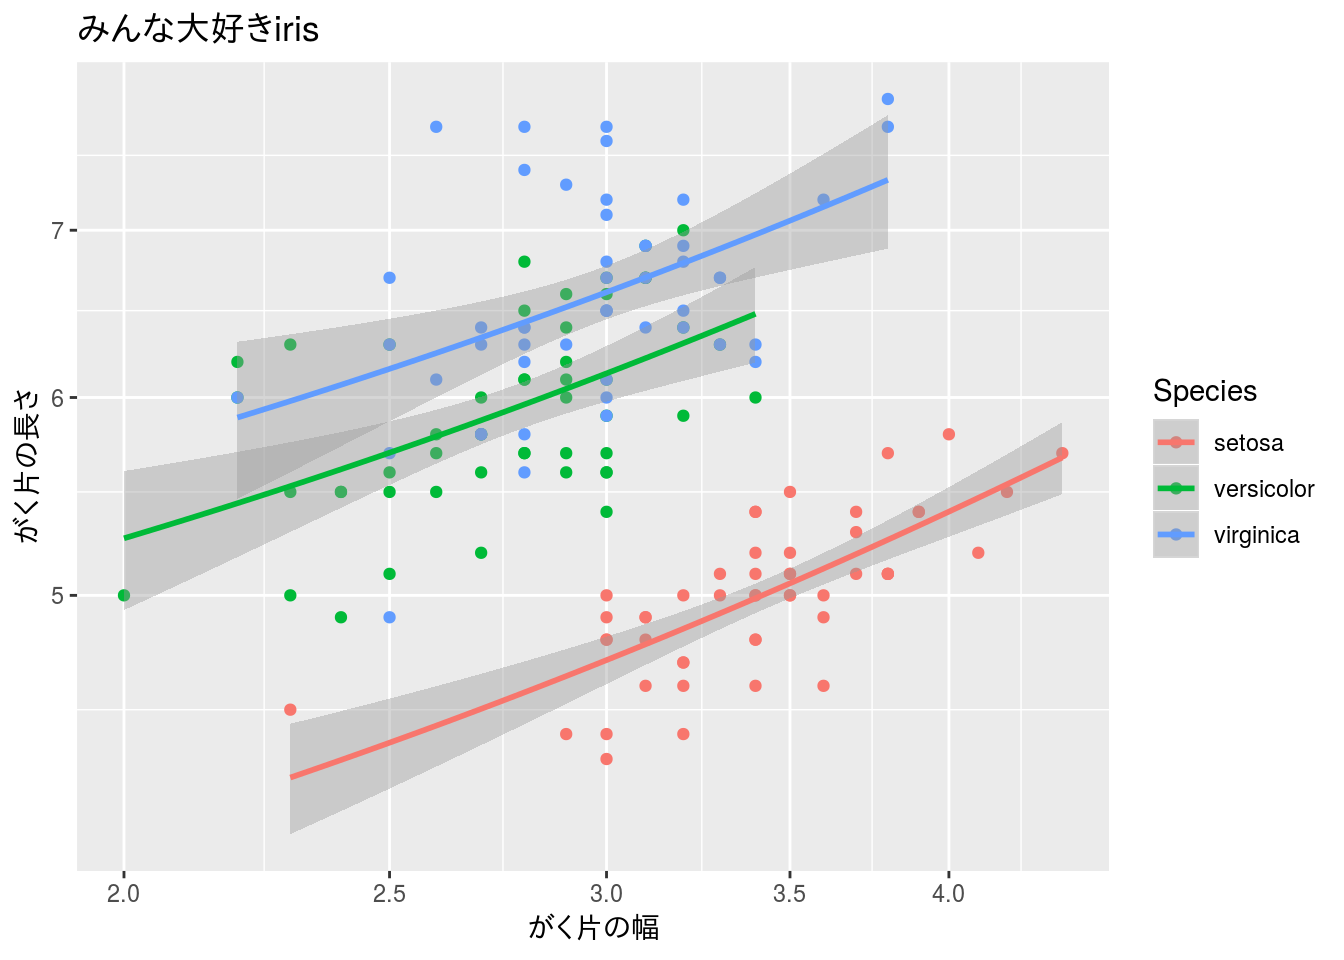 みんな大好きiris
7
6
5
がく片の長さ
2.0 2.5 3.0 3.5 4.0
がく片の幅
Species
setosa
versicolor
virginica